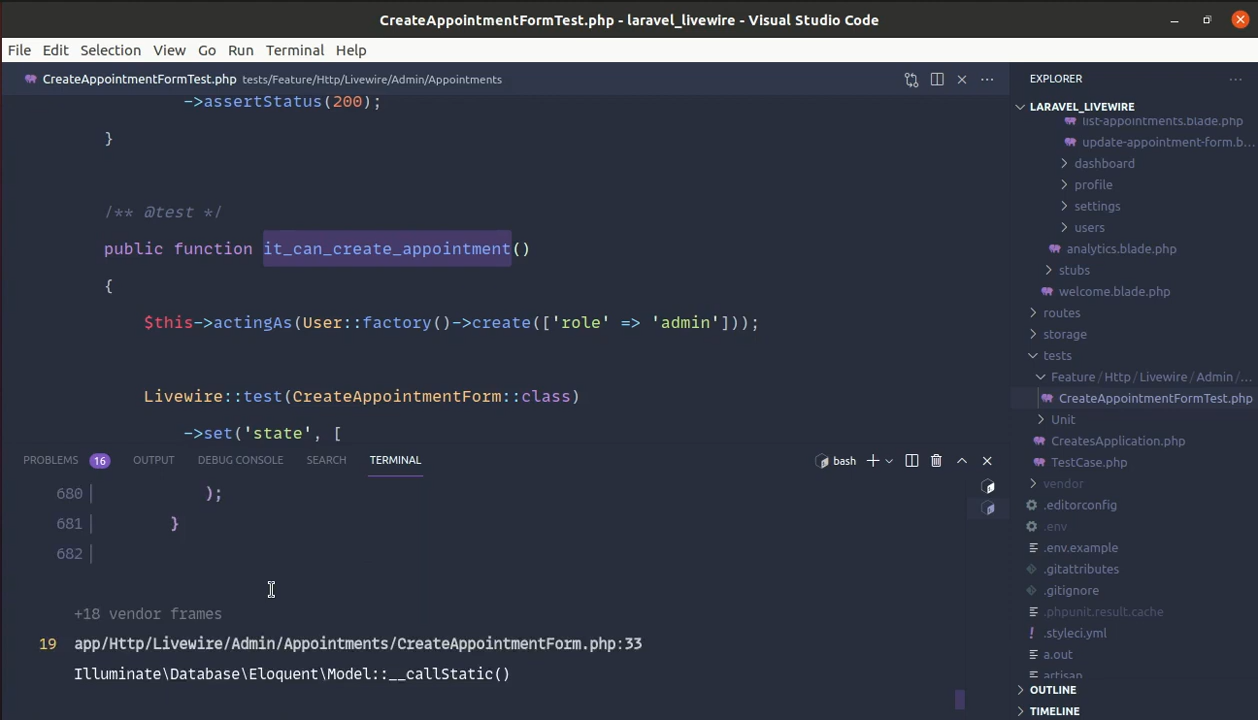 CreateAppointmentFormTest.php - laravel_livewire - Visual Studio Code
File Edit Selection View Go Run Terminal Help
CreateAppointmentFormTest.php tests/Feature/Http/Livewire/Admin/Appointments
->assertStatus(200);
}
/** @test */
public function it_can_create_appointment()
{
$this->actingAs(User::factory()->create(['role' => 'admin']));
Livewire::test(CreateAppointmentForm::class)
->set('state', [
PROBLEMS 16 OUTPUT DEBUG CONSOLE SEARCH TERMINAL
bash
680| );
681| }
682|
+18 vendor frames
19 app/Http/Livewire/Admin/Appointments/CreateAppointmentForm.php:33
Illuminate\Database\Eloquent\Model::__callStatic()
EXPLORER
LARAVEL_LIVEWIRE
list-appointments.blade.php
update-appointment-form.b...
dashboard
profile
settings
users
analytics.blade.php
stubs
welcome.blade.php
routes
storage
tests
Feature/Http/Livewire/Admin/...
CreateAppointmentFormTest.php
Unit
CreatesApplication.php
TestCase.php
vendor
.editorconfig
.env
.env.example
.gitattributes
.gitignore
.phpunit.result.cache
.styleci.yml
a.out
artisan
OUTLINE
TIMELINE